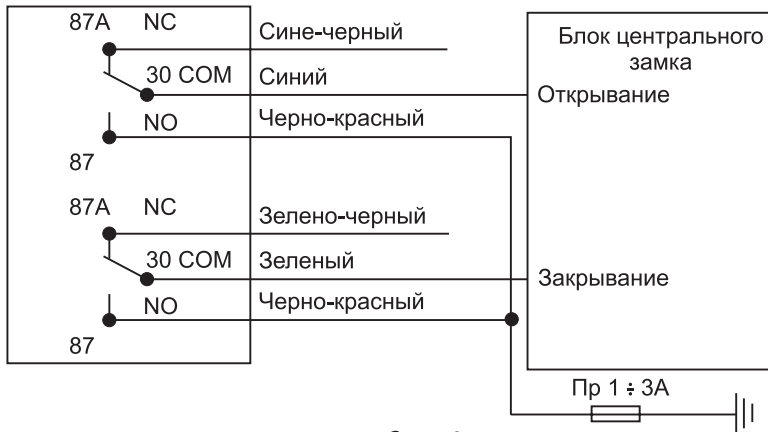 87A NC
Сине-черный
30 COM
Синий
NO
Черно-красный
87
87A NC
Зелено-черный
30 COM
Зеленый
NO
Черно-красный
87
Блок центрального
замка
Открывание
Закрывание
Пр 1 ÷ 3А